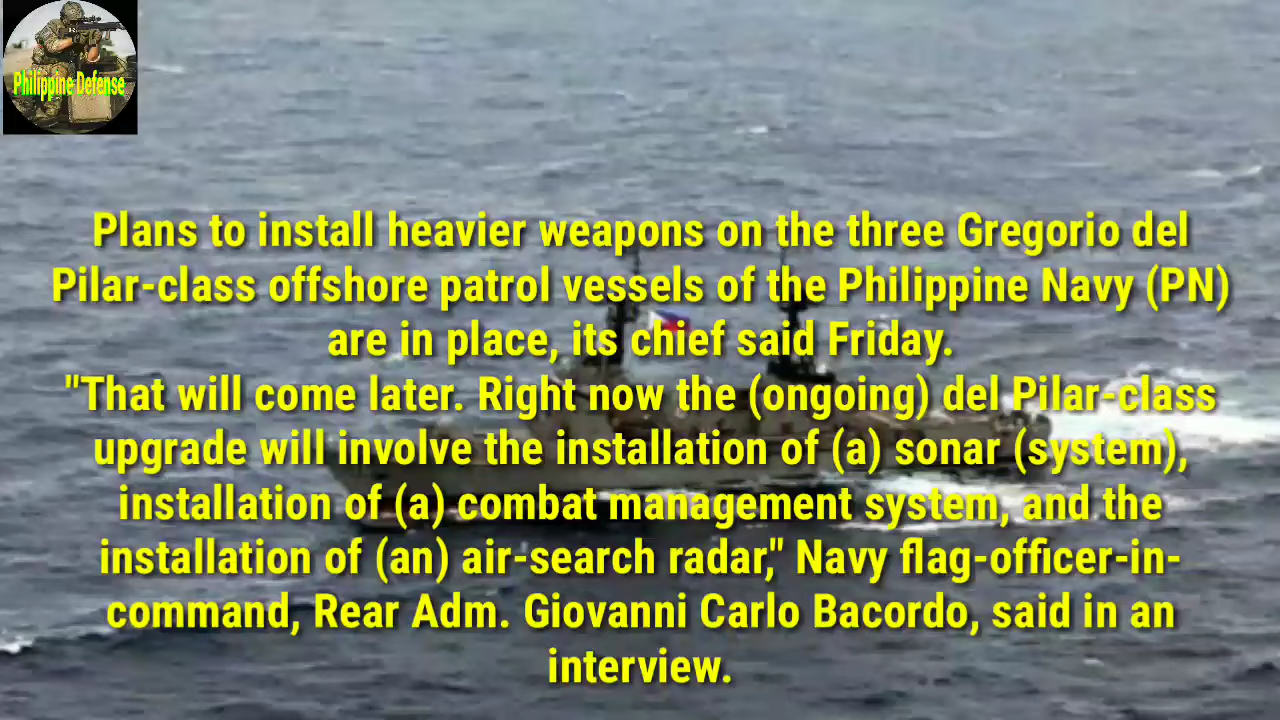 Philippine Defense
Plans to install heavier weapons on the three Gregorio del
Pilar-class offshore patrol vessels of the Philippine Navy (PN)
are in place, its chief said Friday.
"That will come later. Right now the (ongoing) del Pilar-class
upgrade will involve the installation of (a) sonar (system),
installation of (a) combat management system, and the
installation of (an) air-search radar," Navy flag-officer-in-
command, Rear Adm. Giovanni Carlo Bacordo, said in an
interview.